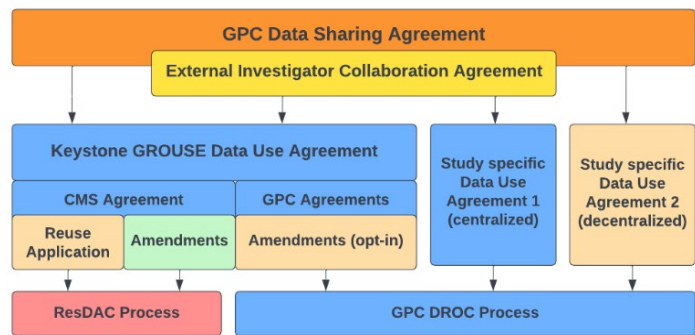 GPC Data Sharing Agreement
External Investigator Collaboration Agreement
Keystone GROUSE Data Use Agreement
CMS Agreement
GPC Agreements
Reuse
Application
Amendments
Amendments (opt-in)
Study specific
Data Use
Agreement 1
(centralized)
Study specific
Data Use
Agreement 2
(decentralized)
ResDAC Process
GPC DROC Process